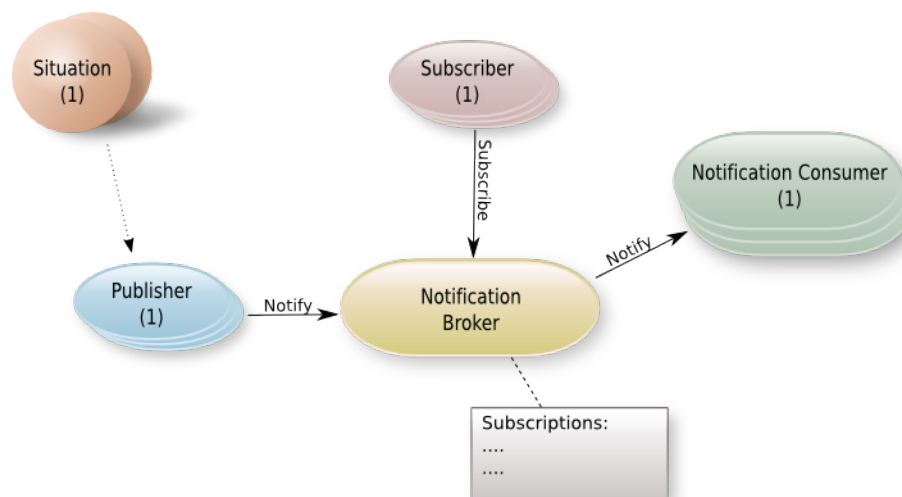 Situation
(1)
Subscriber
(1)
Subscribe
Notification Consumer
(1)
Notify
Publisher
(1)
Notify
Notification
Broker
Subscriptions:
....
....